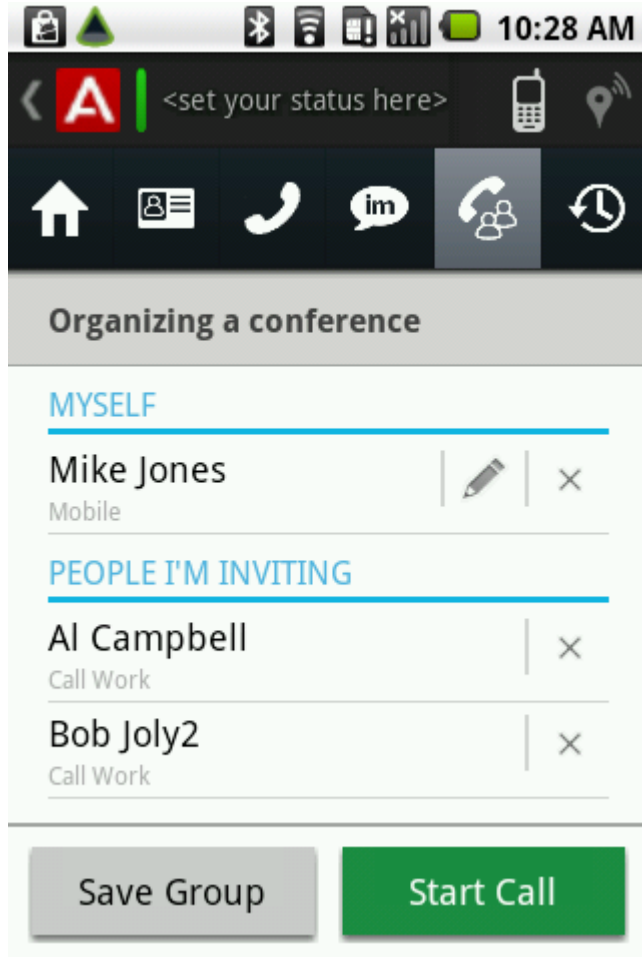 10:28 AM
<set your status here>
im
Organizing a conference
MYSELF
Mike Jones
Mobile
PEOPLE I'M INVITING
Al Campbell
Call Work
Bob Joly2
Call Work
Save Group
Start Call